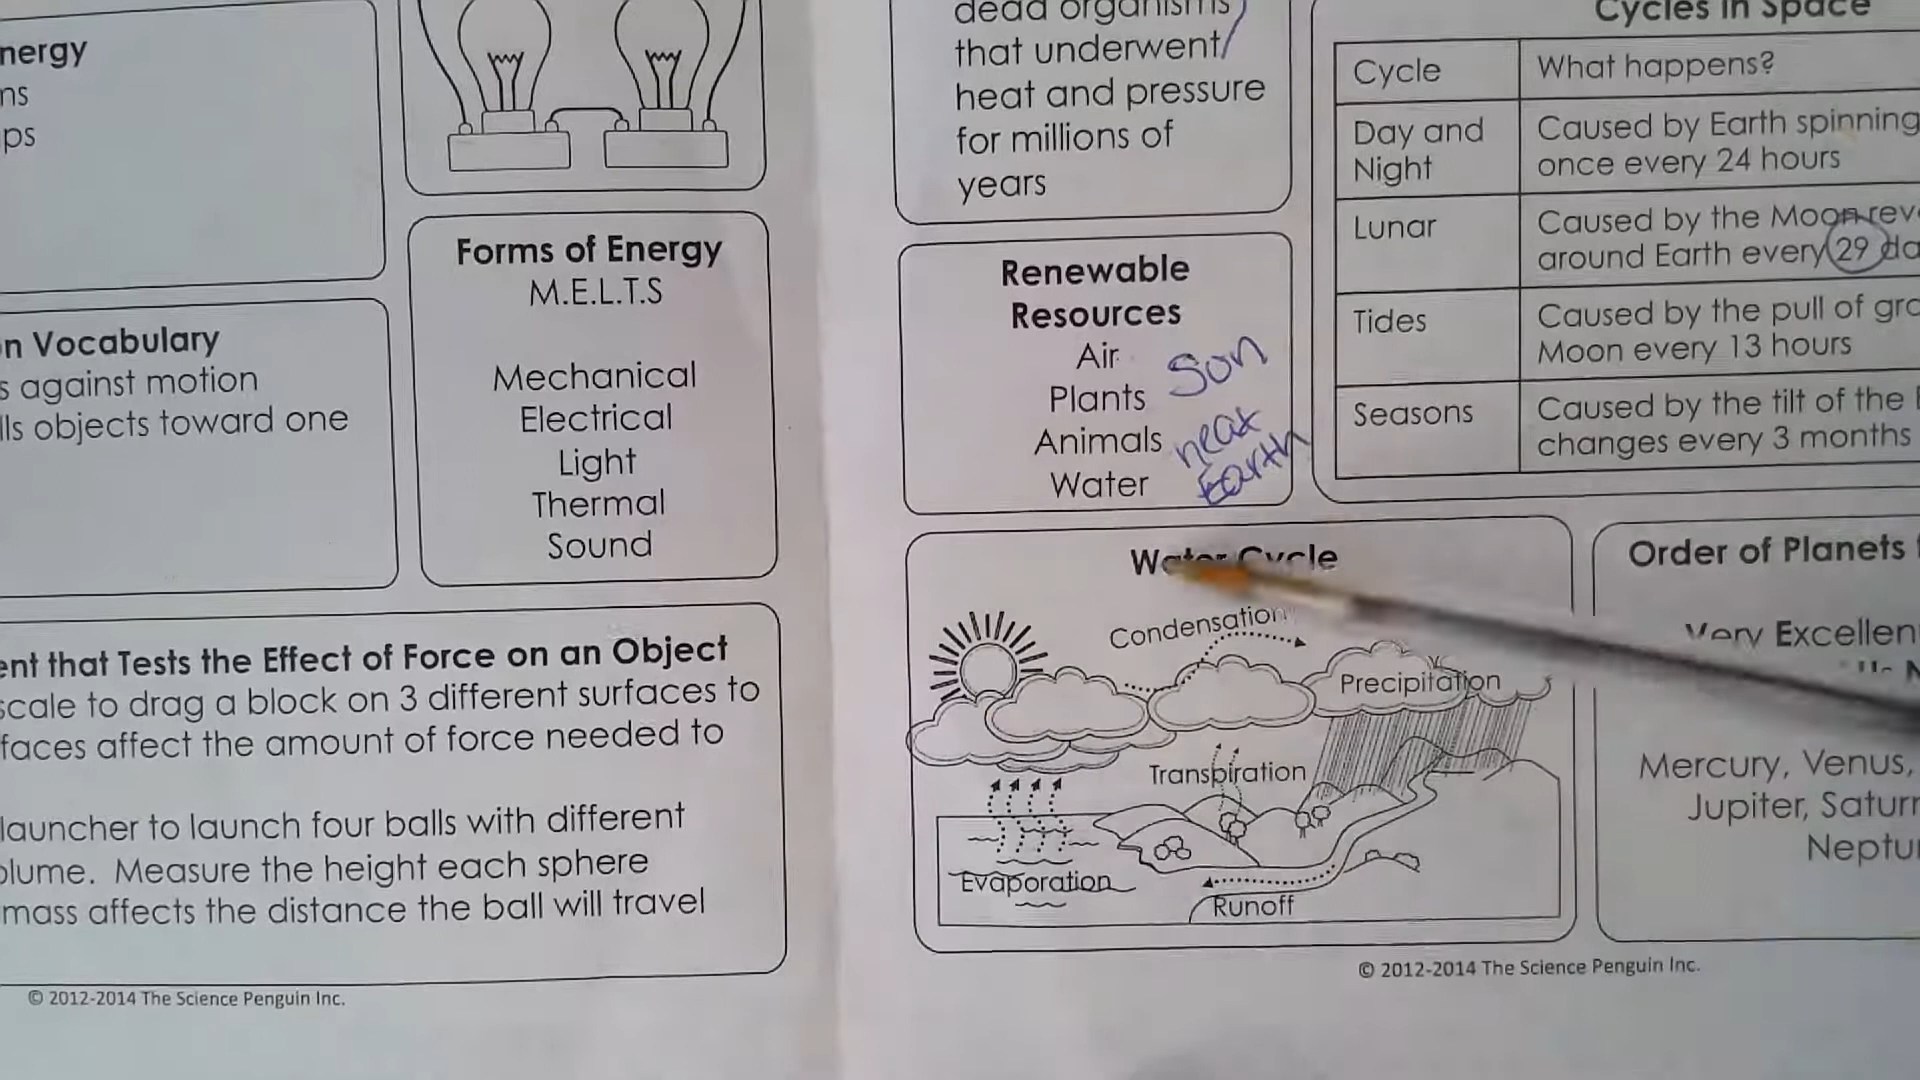 nergy
ns
ps
n Vocabulary
s against motion
lls objects toward one
Forms of Energy
M.E.L.T.S
Mechanical
Electrical
Light
Thermal
Sound
ent that Tests the Effect of Force on an Object
scale to drag a block on 3 different surfaces to
faces affect the amount of force needed to
launcher to launch four balls with different
olume. Measure the height each sphere
mass affects the distance the ball will travel
© 2012-2014 The Science Penguin Inc.
dead organisms
that underwent
heat and pressure
for millions of
years
Renewable
Resources
Air
Plants
Animals
Water
Son
heat
Earth
Cycles in Space
Cycle What happens?
Day and Night
Caused by Earth spinning
once every 24 hours
Lunar
Caused by the Moon rev
around Earth every 29 da
Tides
Caused by the pull of gra
Moon every 13 hours
Seasons
Caused by the tilt of the
changes every 3 months
Water Cycle
Condensation
Precipitation
Transpiration
Evaporation
Runoff
Order of Planets
Very Excellen
Mercury, Venus,
Jupiter, Saturn
Neptu
© 2012-2014 The Science Penguin Inc.